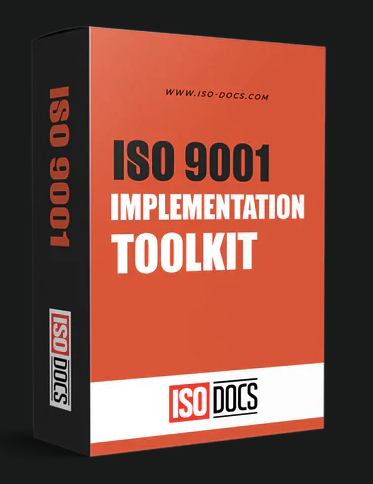 WWW.ISO-DOCS.COM
ISO 9001
IMPLEMENTATION
TOOLKIT
ISO DOCS
ISO 9001
ISO DOCS